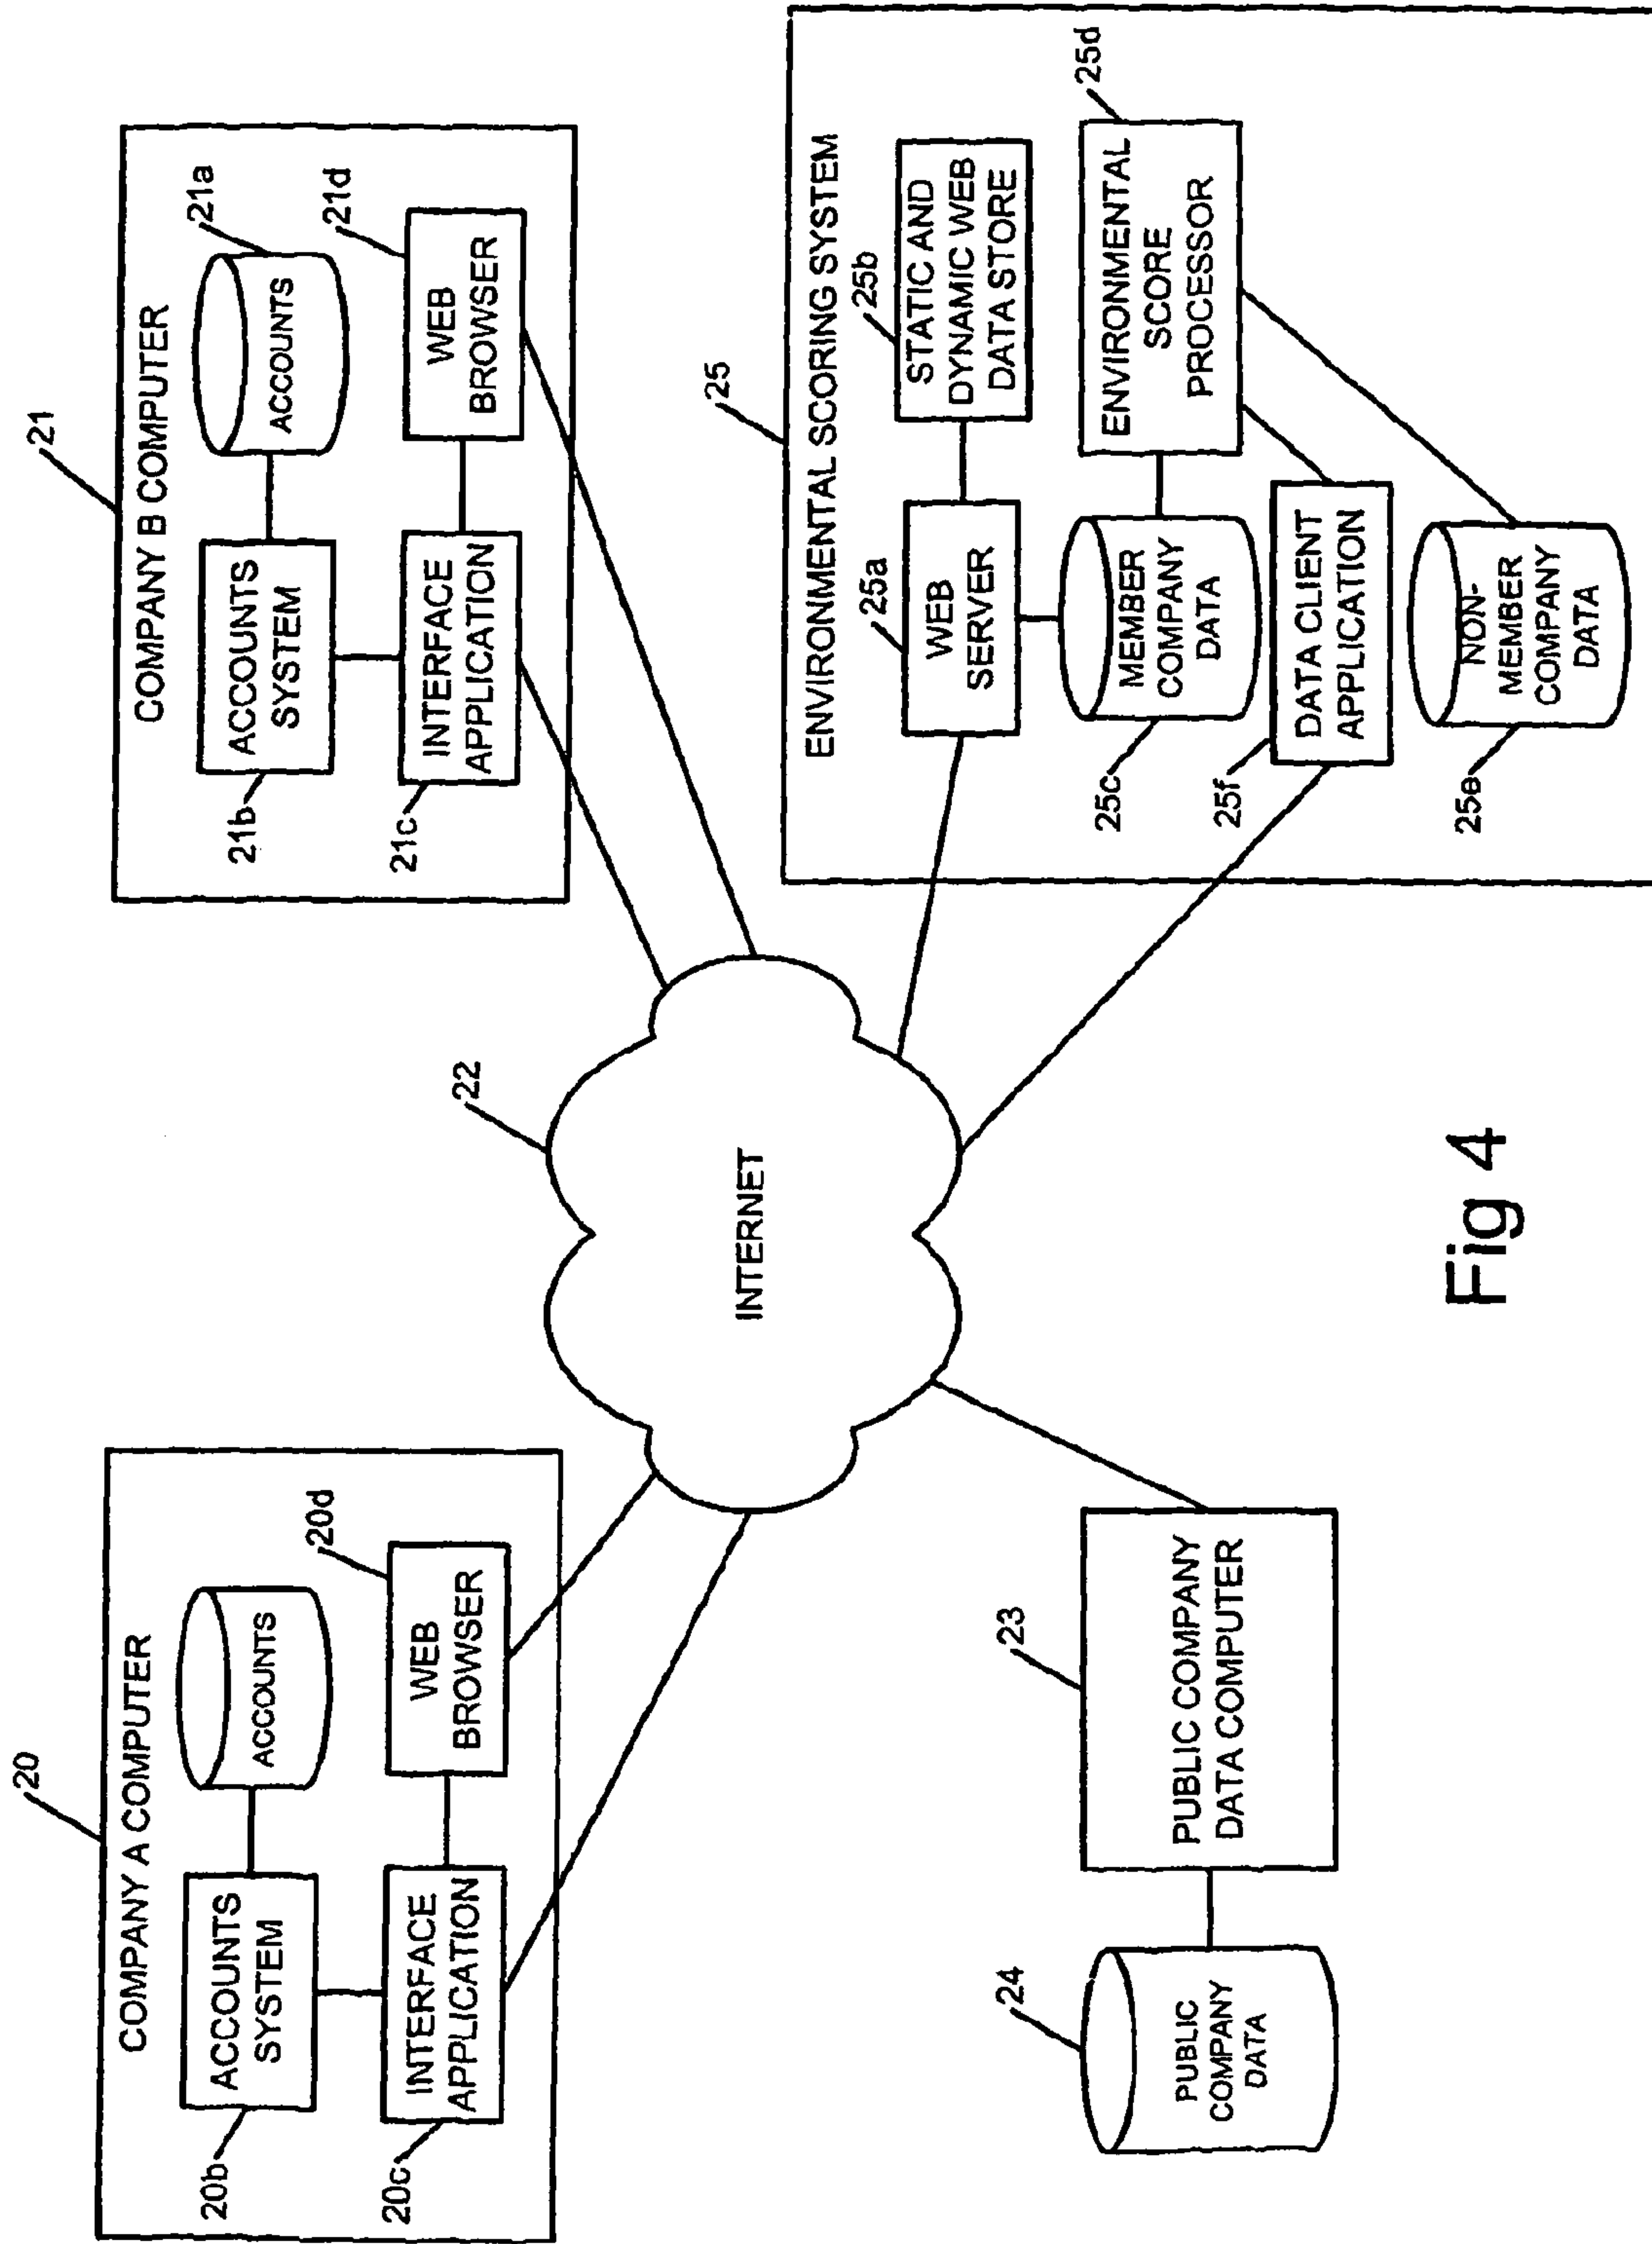 20
COMPANY A COMPUTER
ACCOUNTS
SYSTEM
20b
ACCOUNTS
INTERFACE
APPLICATION
20c
WEB
BROWSER
20d
21
COMPANY B COMPUTER
ACCOUNTS
SYSTEM
21b
ACCOUNTS
21a
INTERFACE
APPLICATION
21c
WEB
BROWSER
21d
22
INTERNET
24
PUBLIC
COMPANY
DATA
23
PUBLIC COMPANY
DATA COMPUTER
25
ENVIRONMENTAL SCORING SYSTEM
25a
WEB
SERVER
25b
STATIC AND
DYNAMIC WEB
DATA STORE
25c
MEMBER
COMPANY
DATA
25d
ENVIRONMENTAL
SCORE
PROCESSOR
25f
DATA CLIENT
APPLICATION
25e
NON-
MEMBER
COMPANY
DATA
Fig 4